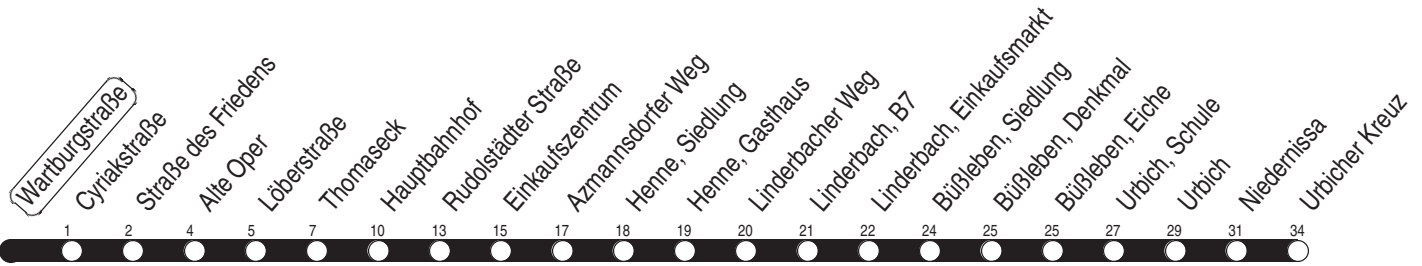 Wartburgstraße
Cyriakstraße
Straße des Friedens
Alte Oper
Löberstraße
Thomaseck
Hauptbahnhof
Rudolstädter Straße
Einkaufszentrum
Azmannsdorfer Weg
Henne, Siedlung
Henne, Gasthaus
Linderbacher Weg
Linderbach, B7
Linderbach, Einkaufsmarkt
Büßleben, Siedlung
Büßleben, Denkmal
Büßleben, Eiche
Urbich, Schule
Urbich
Niedernissa
Urbicher Kreuz
1 2 4 5 7 10 13 15 17 18 19 20 21 22 24 25 25 27 29 31 34